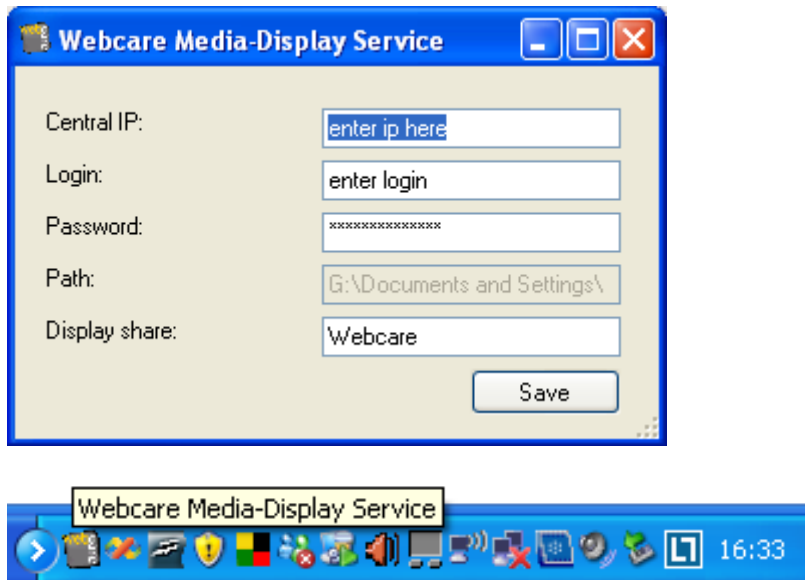 Webcare Media-Display Service
Central IP:
enter ip here
Login:
enter login
Password:
**************
Path:
G:\Documents and Settings\
Display share:
Webcare
Save
Webcare Media-Display Service
16:33